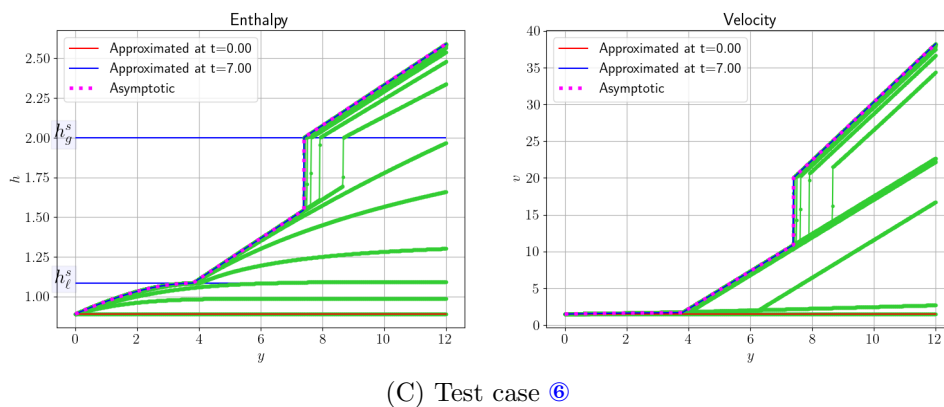 Enthalpy
Approximated at t=0.00
Approximated at t=7.00
Asymptotic
2.50
2.25
2.00
1.75
1.50
1.25
1.00
h_g^s
h_ℓ^s
h
0 2 4 6 8 10 12
y
Velocity
Approximated at t=0.00
Approximated at t=7.00
Asymptotic
40
35
30
25
20
15
10
5
0
v
0 2 4 6 8 10 12
y
(C) Test case ⑥